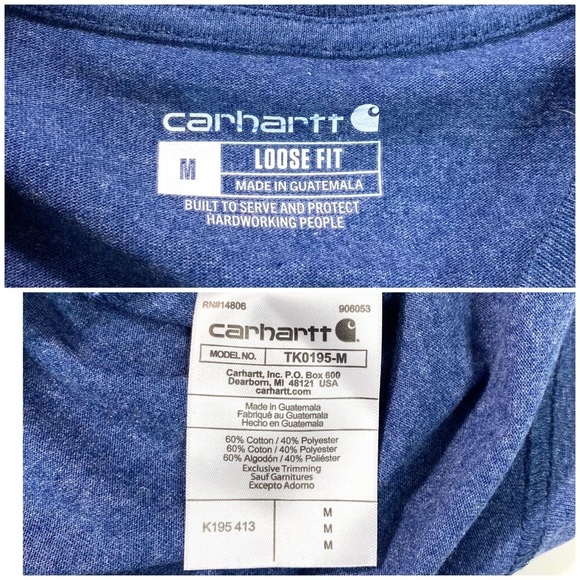 carhartt
M LOOSE FIT
MADE IN GUATEMALA
BUILT TO SERVE AND PROTECT
HARDWORKING PEOPLE
RN#14806 906053
carhartt.
MODEL NO. TK0195-M
Carhartt, Inc. P.O. Box 600
Dearborn, MI 48121 USA
carhartt.com
Made in Guatemala
Fabriqué au Guatemala
Hecho en Guatemala
60% Cotton / 40% Polyester
60% Coton / 40% Polyester
60% Algodón / 40% Poliéster
Exclusive Trimming
Sauf Garnitures
Excepto Adorno
K195 413 M
M
M